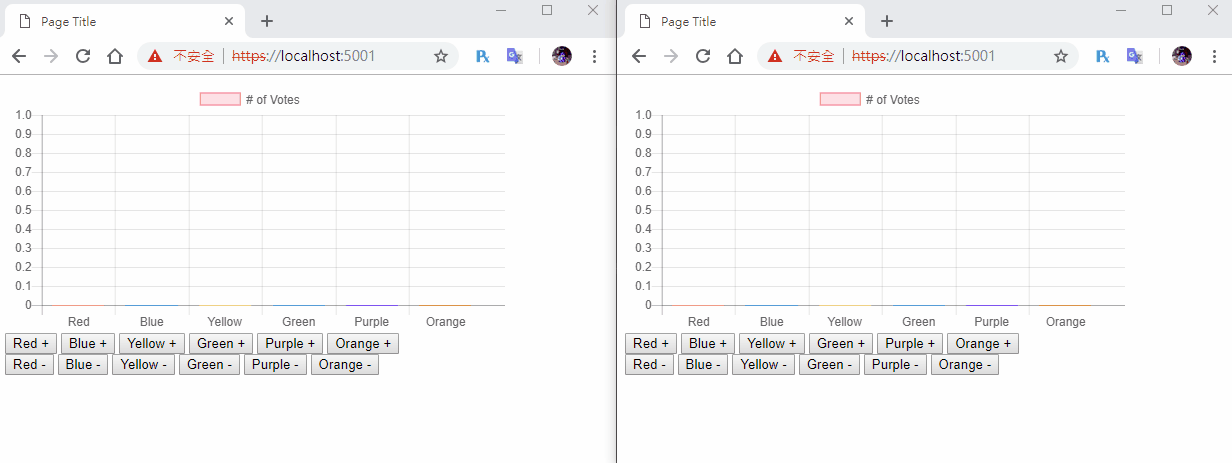 Page Title
不安全 https://localhost:5001
# of Votes
1.0
0.9
0.8
0.7
0.6
0.5
0.4
0.3
0.2
0.1
0
Red Blue Yellow Green Purple Orange
Red + Blue + Yellow + Green + Purple + Orange +
Red - Blue - Yellow - Green - Purple - Orange -
Page Title
不安全 https://localhost:5001
# of Votes
1.0
0.9
0.8
0.7
0.6
0.5
0.4
0.3
0.2
0.1
0
Red Blue Yellow Green Purple Orange
Red + Blue + Yellow + Green + Purple + Orange +
Red - Blue - Yellow - Green - Purple - Orange -